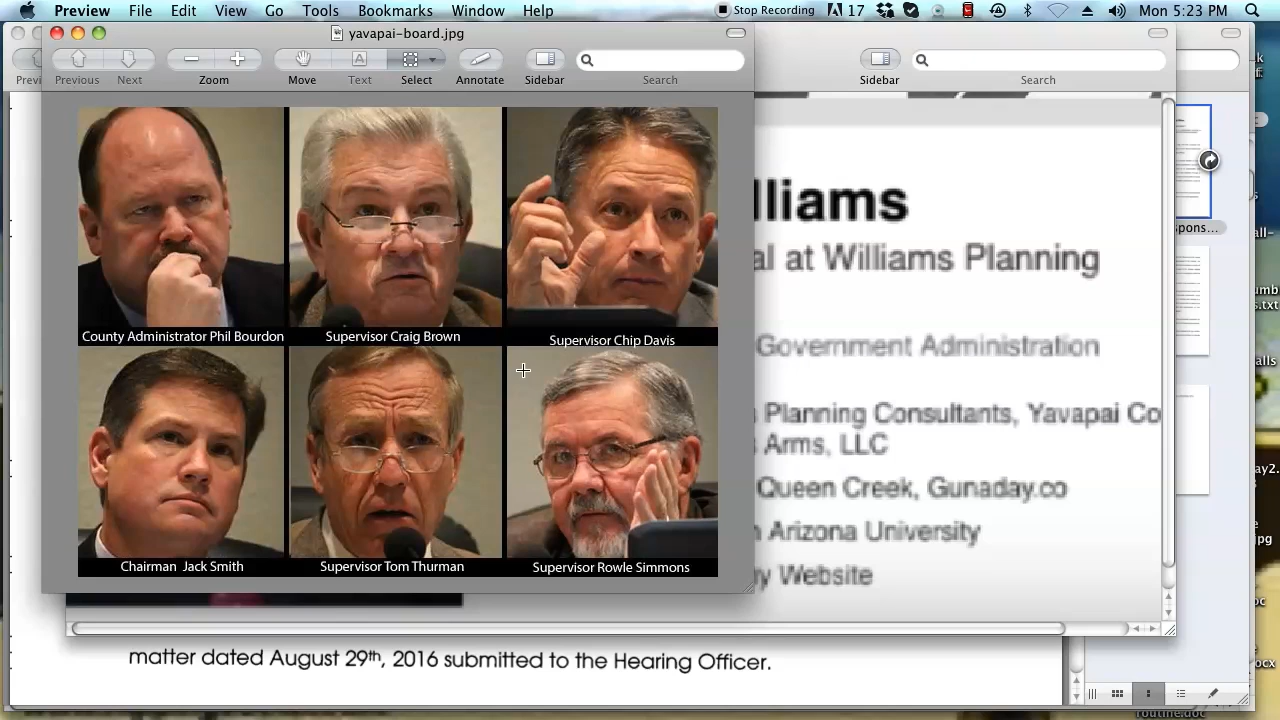 Preview File Edit View Go Tools Bookmarks Window Help Stop Recording 17 Mon 5:23 PM
yavapai-board.jpg
Previous Next Zoom Move Text Select Annotate Sidebar Search
Sidebar Search
County Administrator Phil Bourdon
Supervisor Craig Brown
Supervisor Chip Davis
Chairman Jack Smith
Supervisor Tom Thurman
Supervisor Rowle Simmons
lliams
al at Williams Planning
Government Administration
Planning Consultants, Yavapai Co
Arms, LLC
Queen Creek, Gunaday.co
Arizona University
Website
matter dated August 29th, 2016 submitted to the Hearing Officer.
routine.doc